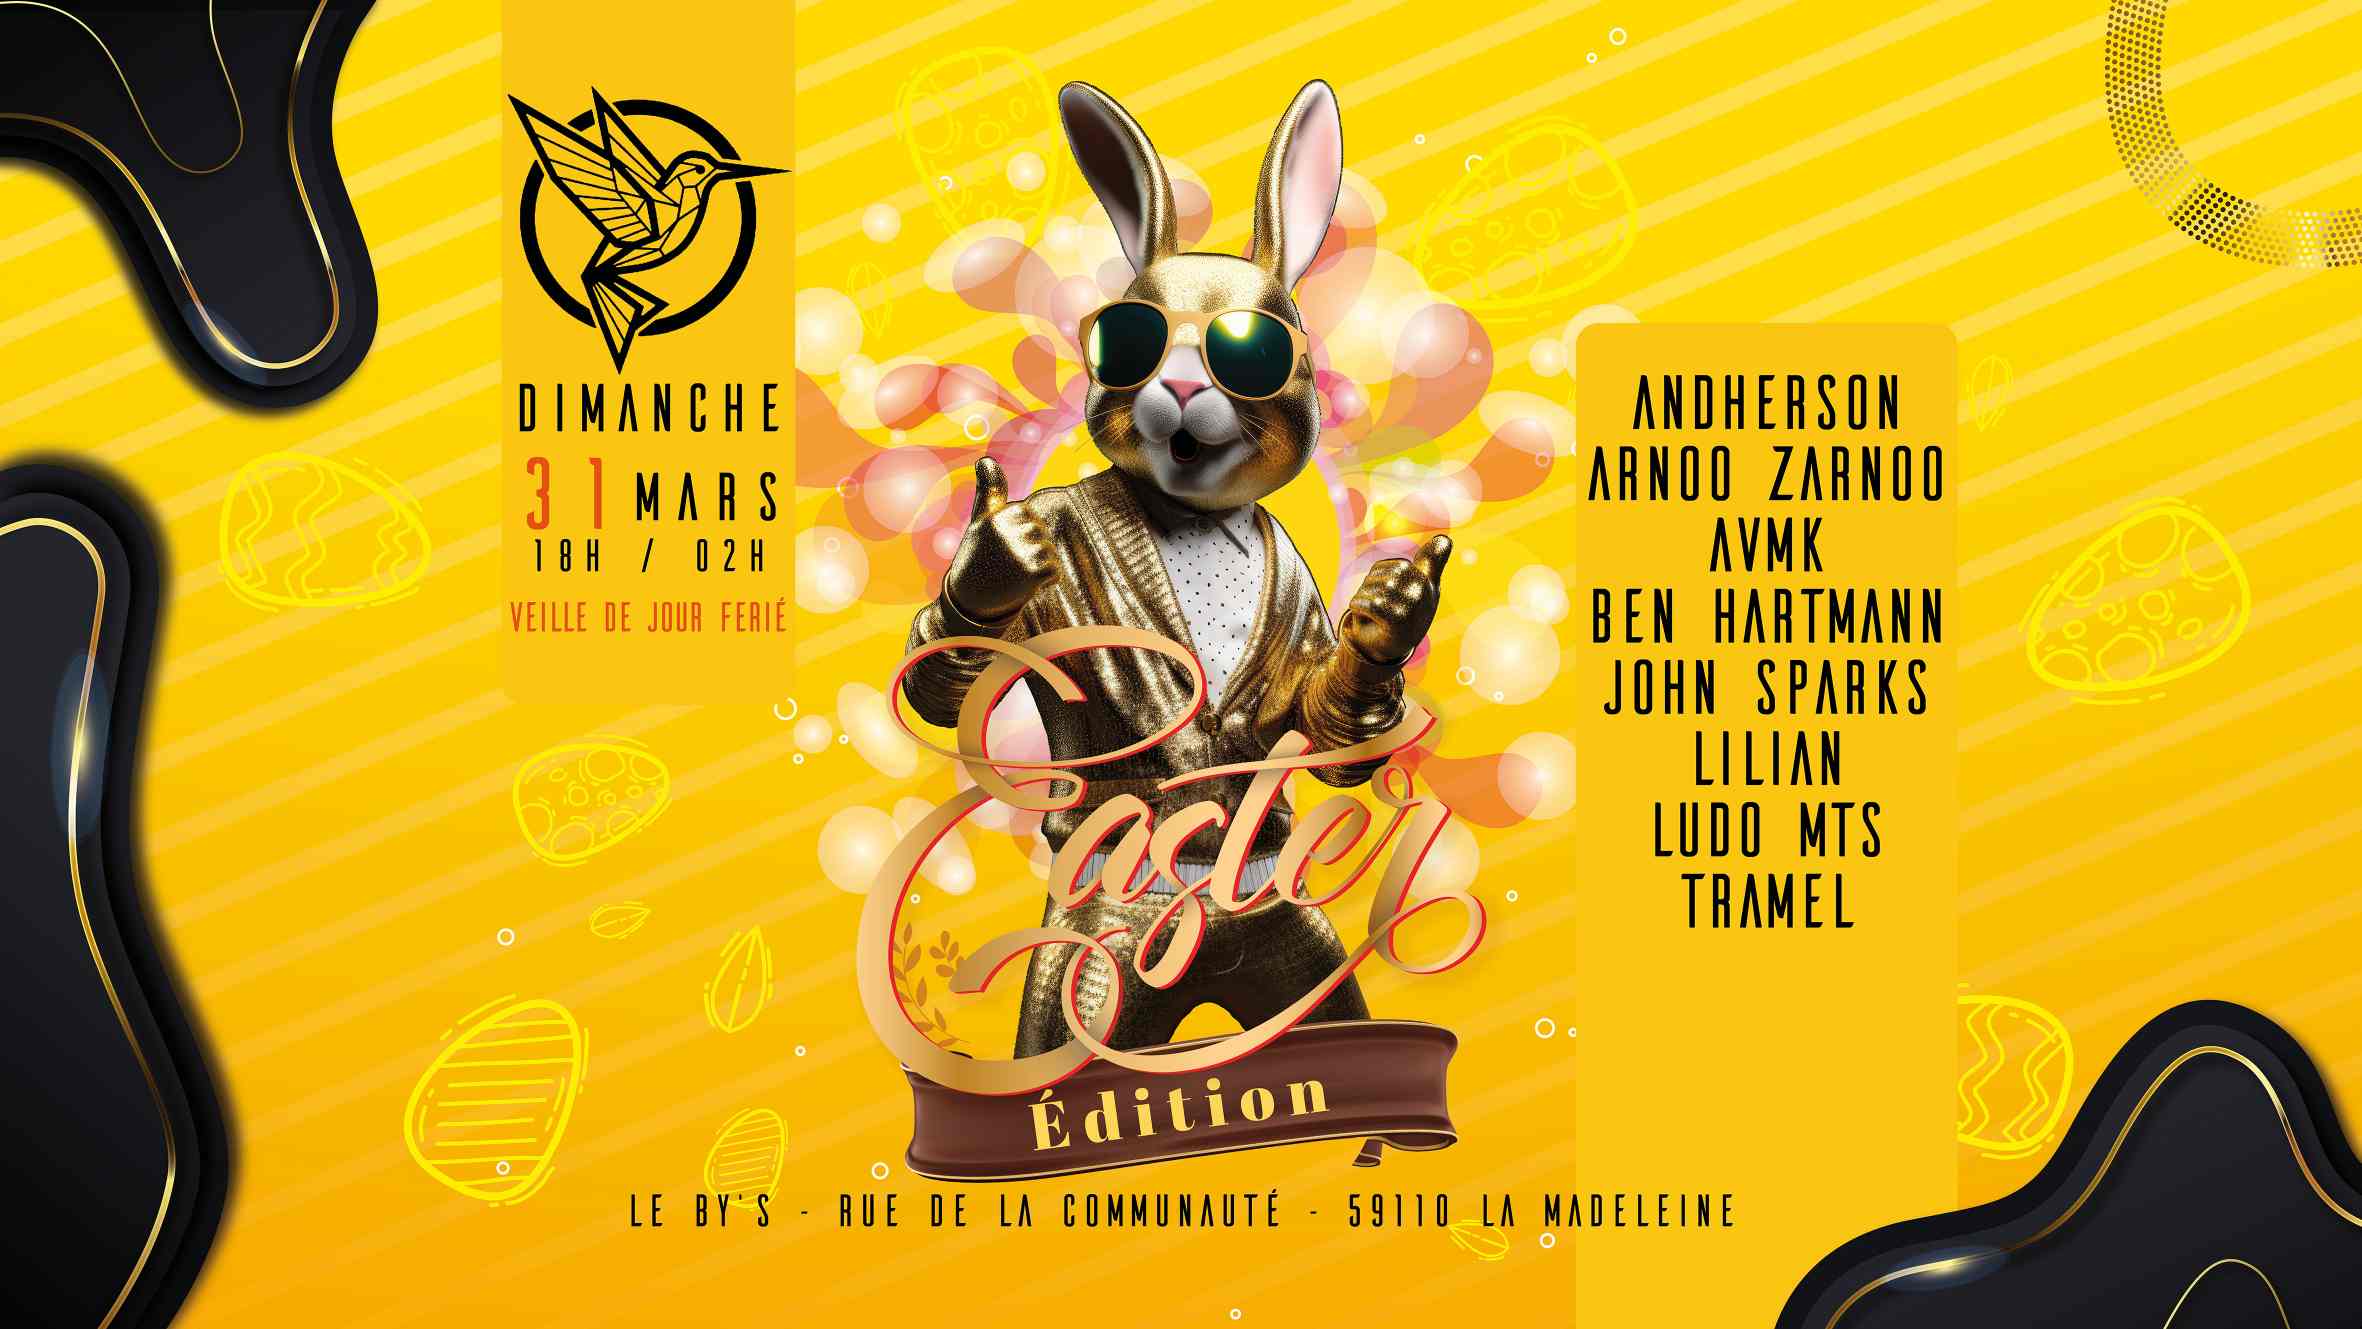 DIMANCHE
31 MARS
18H / 02H
VEILLE DE JOUR FERIÉ
Easter
Édition
ANDHERSON
ARNOO ZARNOO
AVMK
BEN HARTMANN
JOHN SPARKS
LILIAN
LUDO MTS
TRAMEL
LE BY'S - RUE DE LA COMMUNAUTÉ - 59110 LA MADELEINE